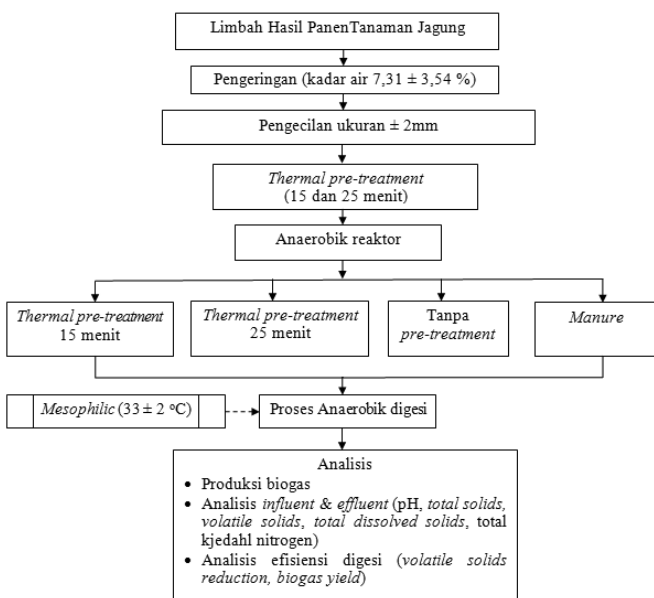 Limbah Hasil PanenTanaman Jagung
Pengeringan (kadar air 7,31 ± 3,54 %)
Pengecilan ukuran ± 2mm
Thermal pre-treatment
(15 dan 25 menit)
Anaerobik reaktor
Thermal pre-treatment
15 menit
Thermal pre-treatment
25 menit
Tanpa
pre-treatment
Manure
Mesophilic (33 ± 2 °C)
Proses Anaerobik digesi
Analisis
• Produksi biogas
• Analisis influent & effluent (pH, total solids,
volatile solids, total dissolved solids, total
kjedahl nitrogen)
• Analisis efisiensi digesi (volatile solids
reduction, biogas yield)